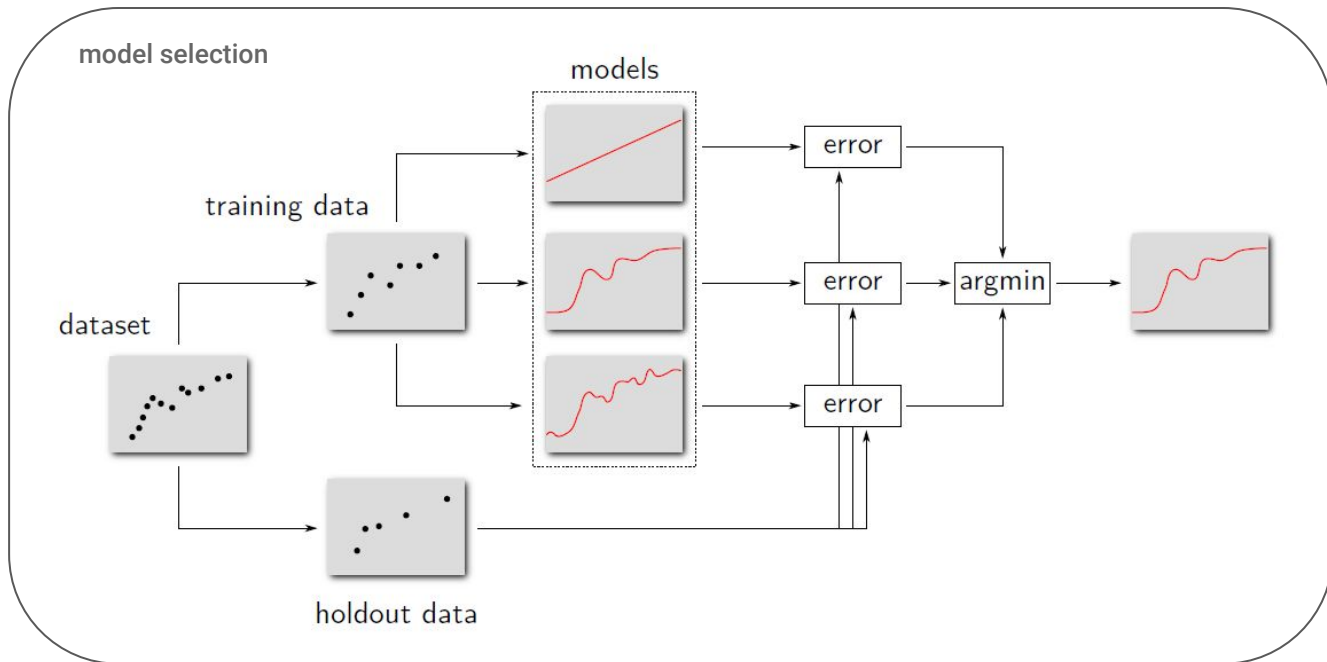 model selection
models
error
training data
error
argmin
dataset
error
holdout data